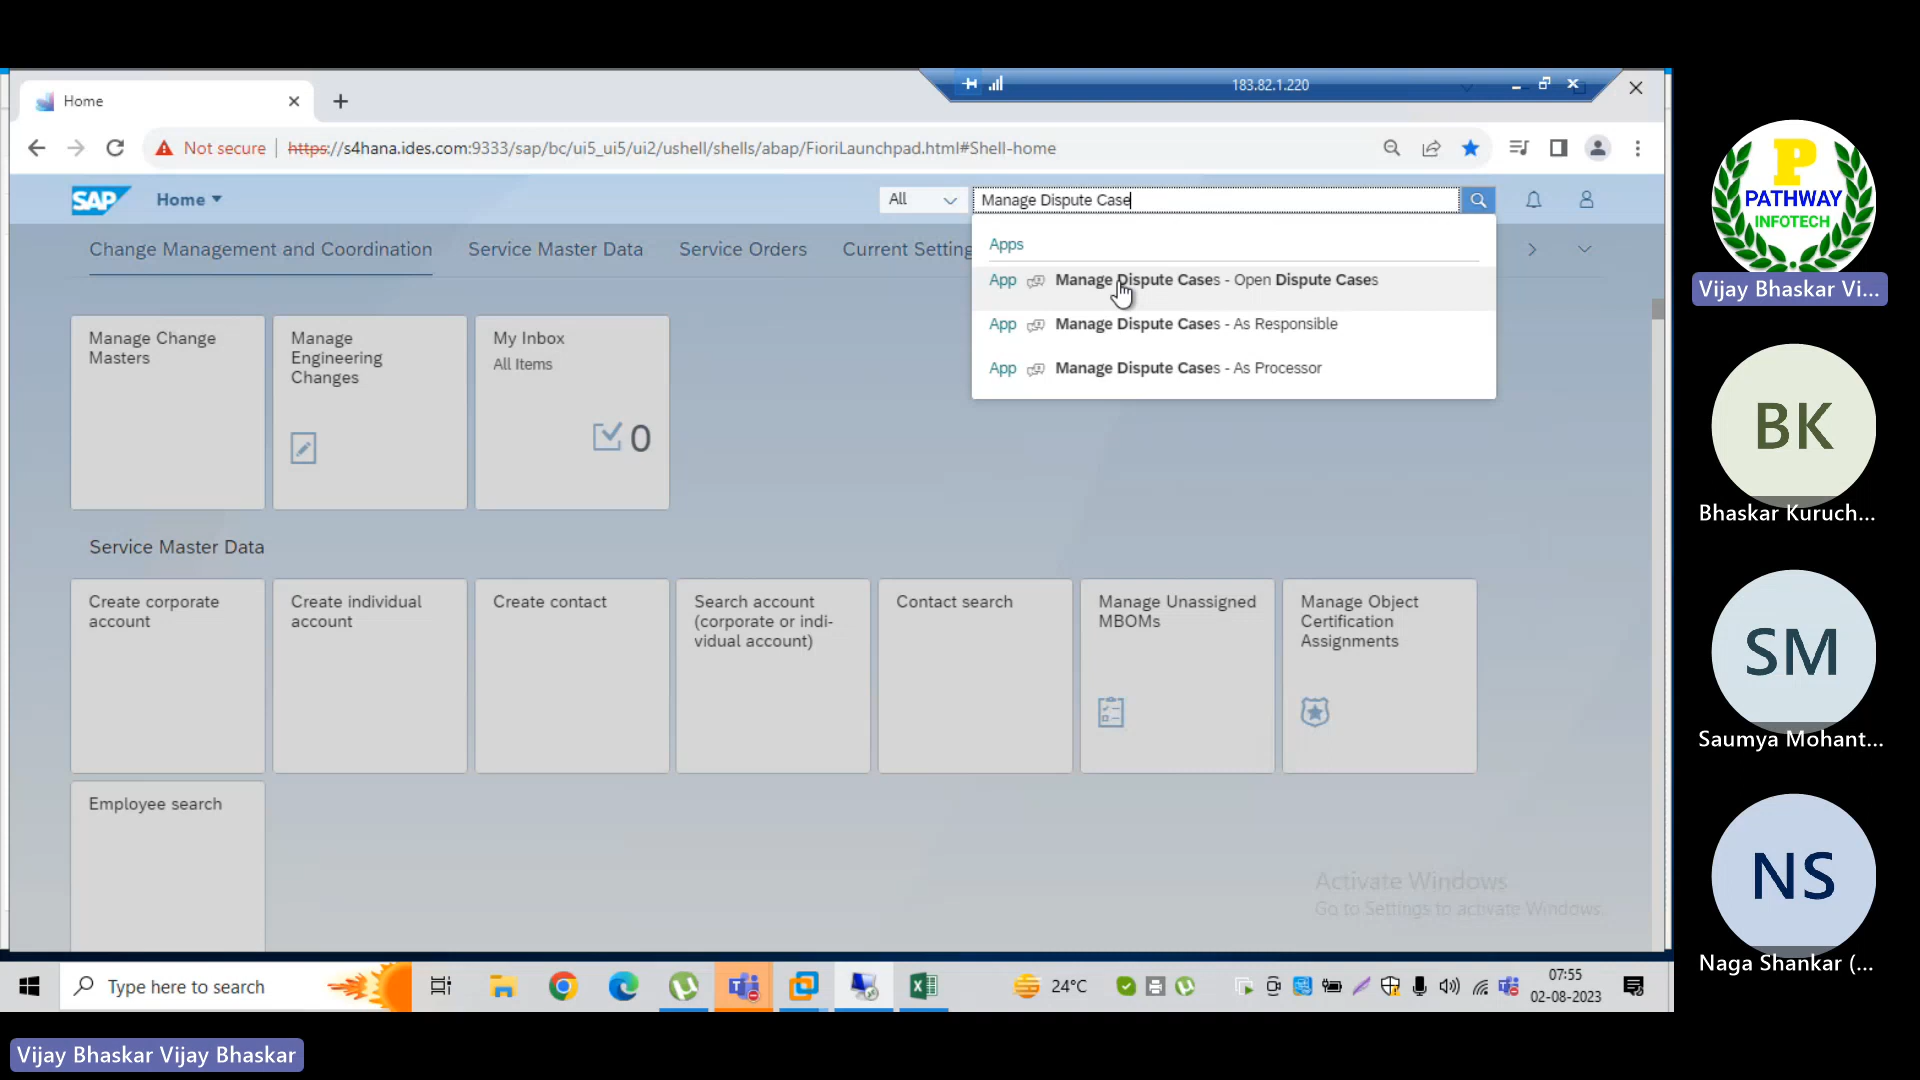 Home
183.82.1.220
Not secure
https://s4hana.ides.com:9333/sap/bc/ui5_ui5/ui2/ushell/shells/abap/FioriLaunchpad.html#Shell-home
SAP
Home
All
Manage Dispute Case
Change Management and Coordination
Service Master Data
Service Orders
Current Setting
Apps
App Manage Dispute Cases - Open Dispute Cases
App Manage Dispute Cases - As Responsible
App Manage Dispute Cases - As Processor
Manage Change
Masters
Manage
Engineering
Changes
My Inbox
All Items
0
Service Master Data
Create corporate
account
Create individual
account
Create contact
Search account
(corporate or indi-
vidual account)
Contact search
Manage Unassigned
MBOMs
Manage Object
Certification
Assignments
Employee search
Activate Windows
Go to Settings to activate Windows.
Type here to search
24°C
07:55
02-08-2023
P
PATHWAY
INFOTECH
Vijay Bhaskar Vi...
BK
Bhaskar Kuruch...
SM
Saumya Mohant...
NS
Naga Shankar (...
Vijay Bhaskar Vijay Bhaskar